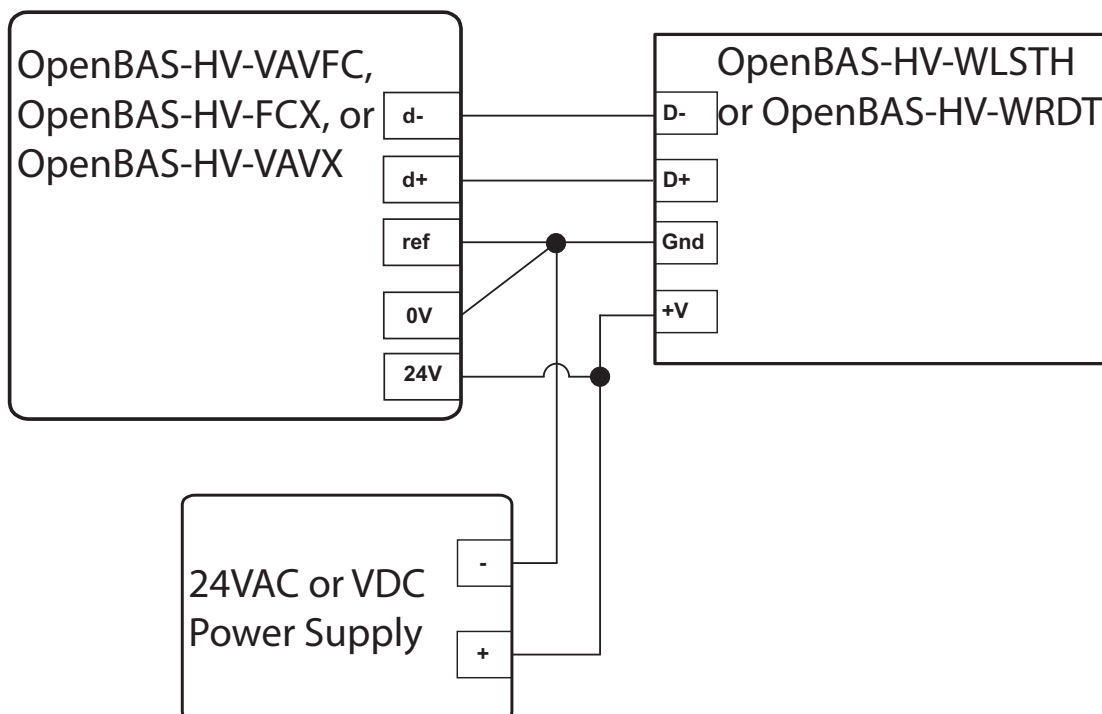 OpenBAS-HV-VAVFC,
OpenBAS-HV-FCX, or
OpenBAS-HV-VAVX
d-
d+
ref
0V
24V
OpenBAS-HV-WLSTH
or OpenBAS-HV-WRDT
D-
D+
Gnd
+V
24VAC or VDC
Power Supply
-
+